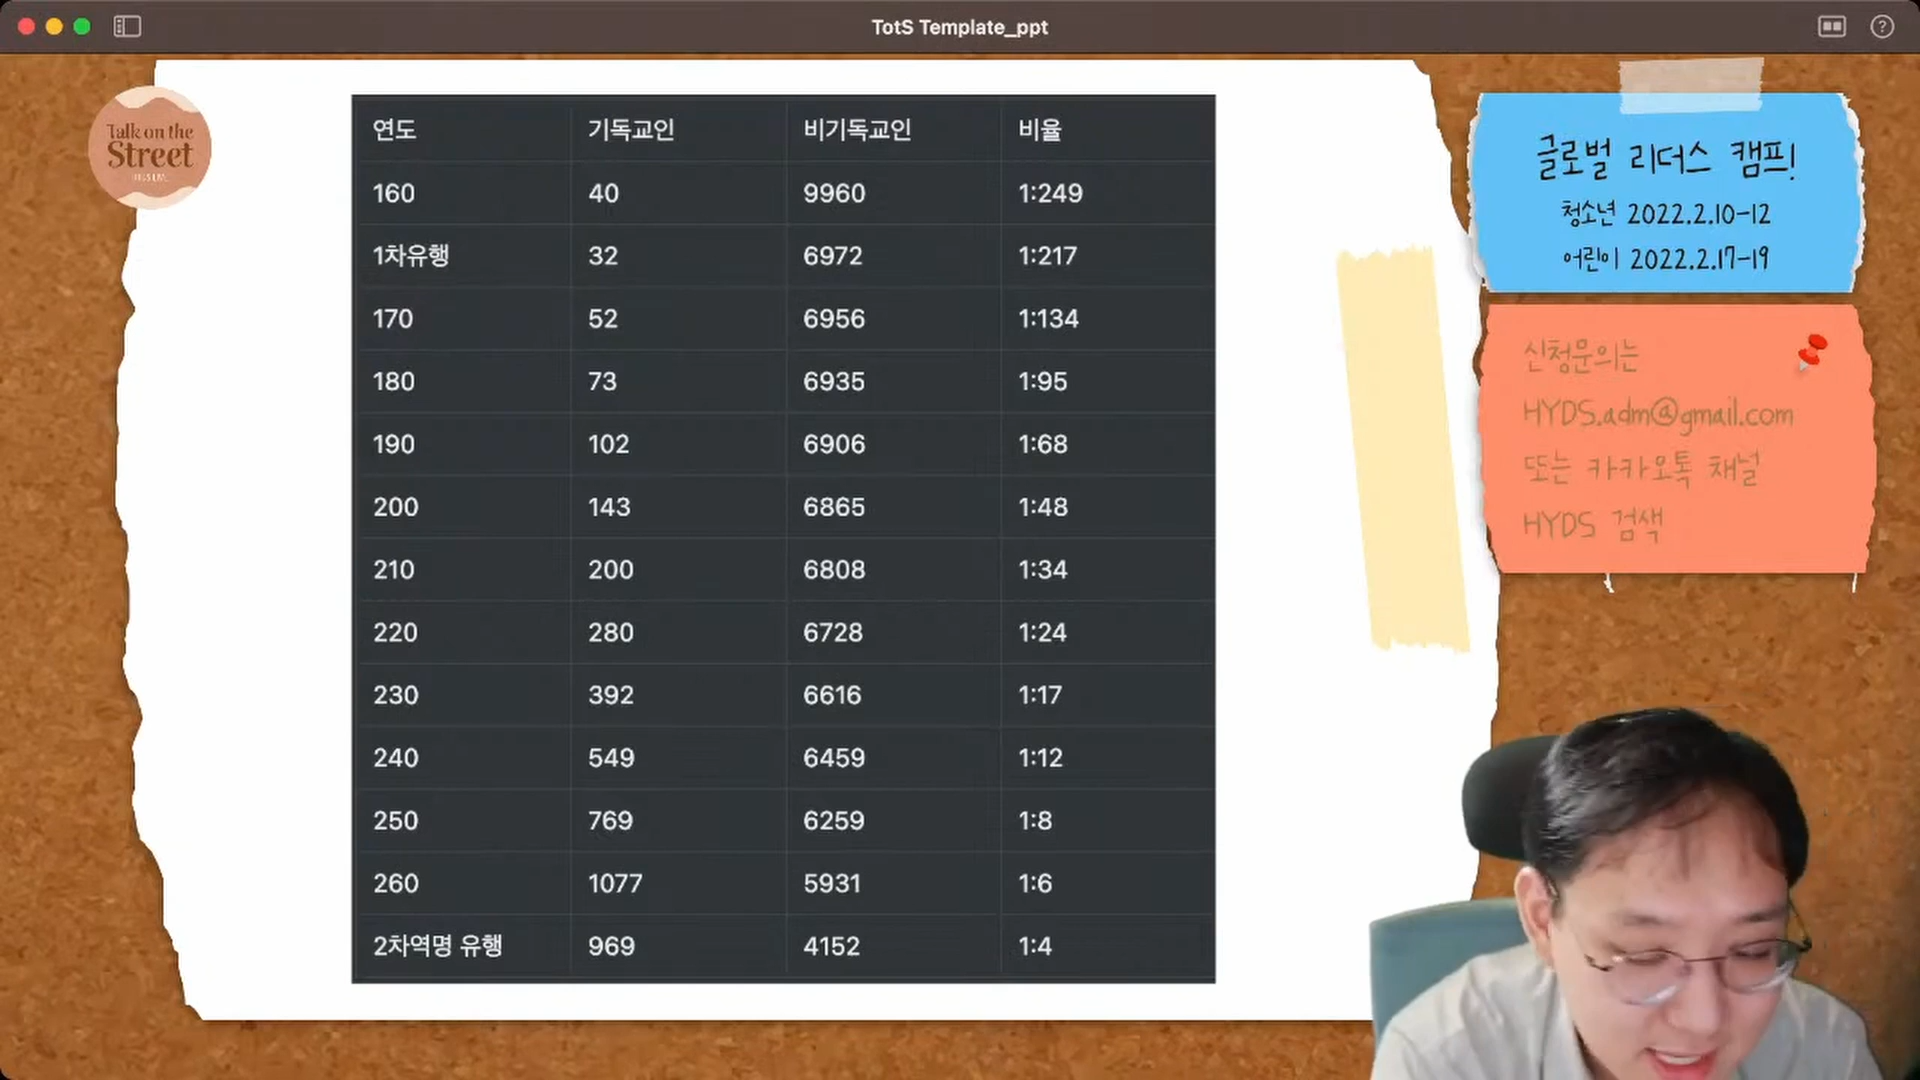 TotS Template_ppt
Talk on the
Street
연도 기독교인 비기독교인 비율
160 40 9960 1:249
1차유행 32 6972 1:217
170 52 6956 1:134
180 73 6935 1:95
190 102 6906 1:68
200 143 6865 1:48
210 200 6808 1:34
220 280 6728 1:24
230 392 6616 1:17
240 549 6459 1:12
250 769 6259 1:8
260 1077 5931 1:6
2차역명 유행 969 4152 1:4
글로벌 리더스 캠프!
청소년 2022.2.10-12
어린이 2022.2.17-19
신청문의는
HYDS.adm@gmail.com
또는 카카오톡 채널
HYDS 검색